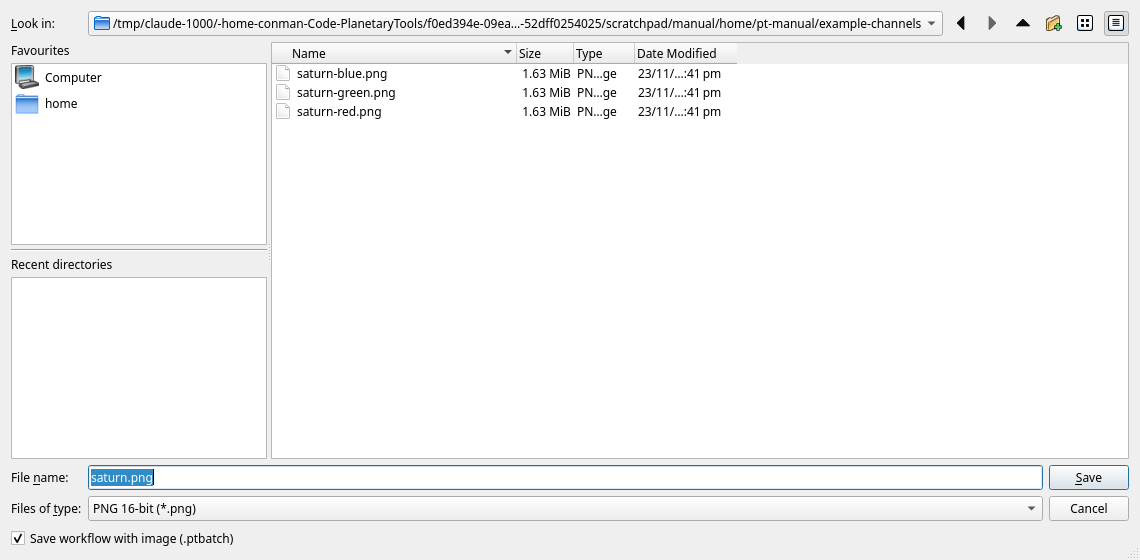 Look in: /tmp/claude-1000/-home-conman-Code-PlanetaryTools/f0ed394e-09ea...-52dff0254025/scratchpad/manual/home/pt-manual/example-channels
Favourites
Computer
home
Recent directories
Name Size Type Date Modified
saturn-blue.png 1.63 MiB PN...ge 23/11/...:41 pm
saturn-green.png 1.63 MiB PN...ge 23/11/...:41 pm
saturn-red.png 1.63 MiB PN...ge 23/11/...:41 pm
File name: saturn.png Save
Files of type: PNG 16-bit (*.png) Cancel
Save workflow with image (.ptbatch)